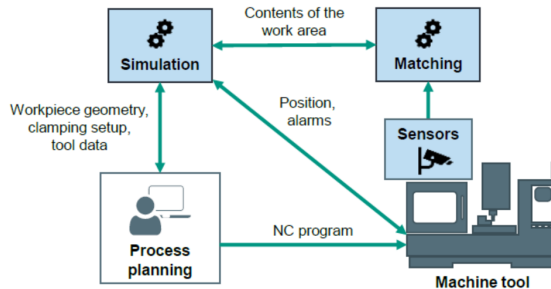 Contents of the
work area
Simulation
Matching
Workpiece geometry,
clamping setup,
tool data
Position,
alarms
Sensors
Process
planning
NC program
Machine tool